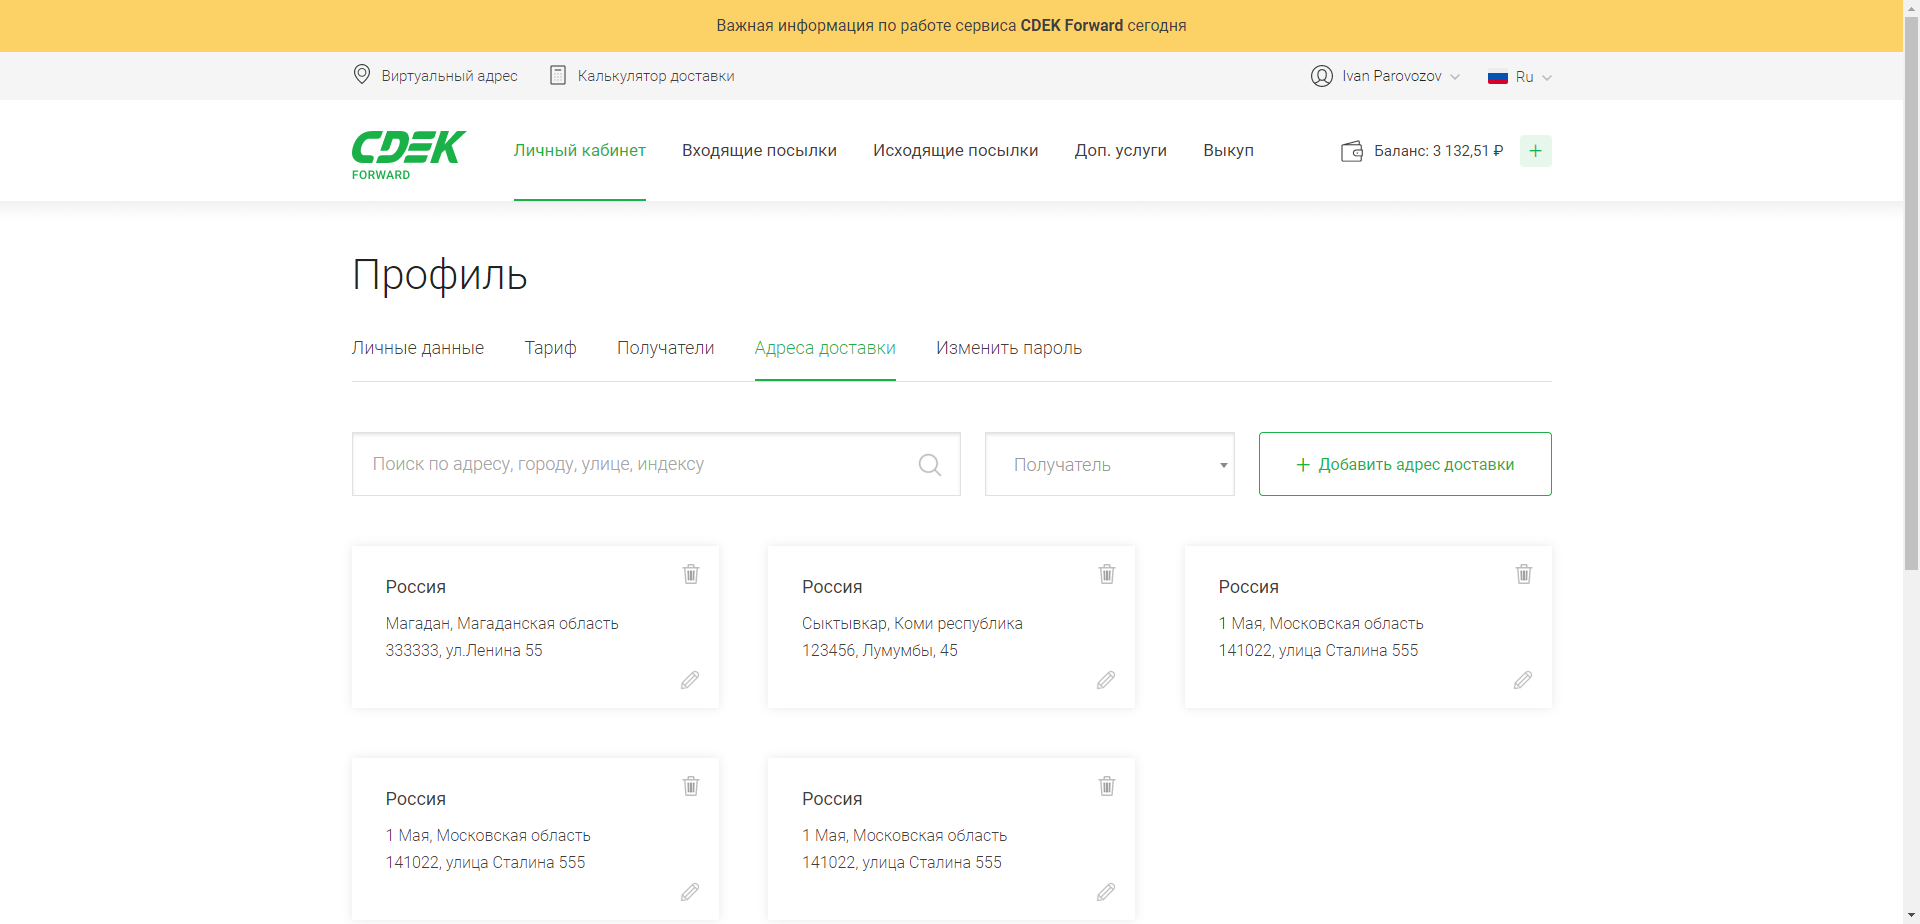 Важная информация по работе сервиса CDEK Forward сегодня
Виртуальный адрес
Калькулятор доставки
Ivan Parovozov
Ru
CDEK
FORWARD
Личный кабинет
Входящие посылки
Исходящие посылки
Доп. услуги
Выкуп
Баланс: 3 132,51 ₽
+
Профиль
Личные данные
Тариф
Получатели
Адреса доставки
Изменить пароль
Поиск по адресу, городу, улице, индексу
Получатель
+ Добавить адрес доставки
Россия
Магадан, Магаданская область
333333, ул.Ленина 55
Россия
Сыктывкар, Коми республика
123456, Лумумбы, 45
Россия
1 Мая, Московская область
141022, улица Сталина 555
Россия
1 Мая, Московская область
141022, улица Сталина 555
Россия
1 Мая, Московская область
141022, улица Сталина 555